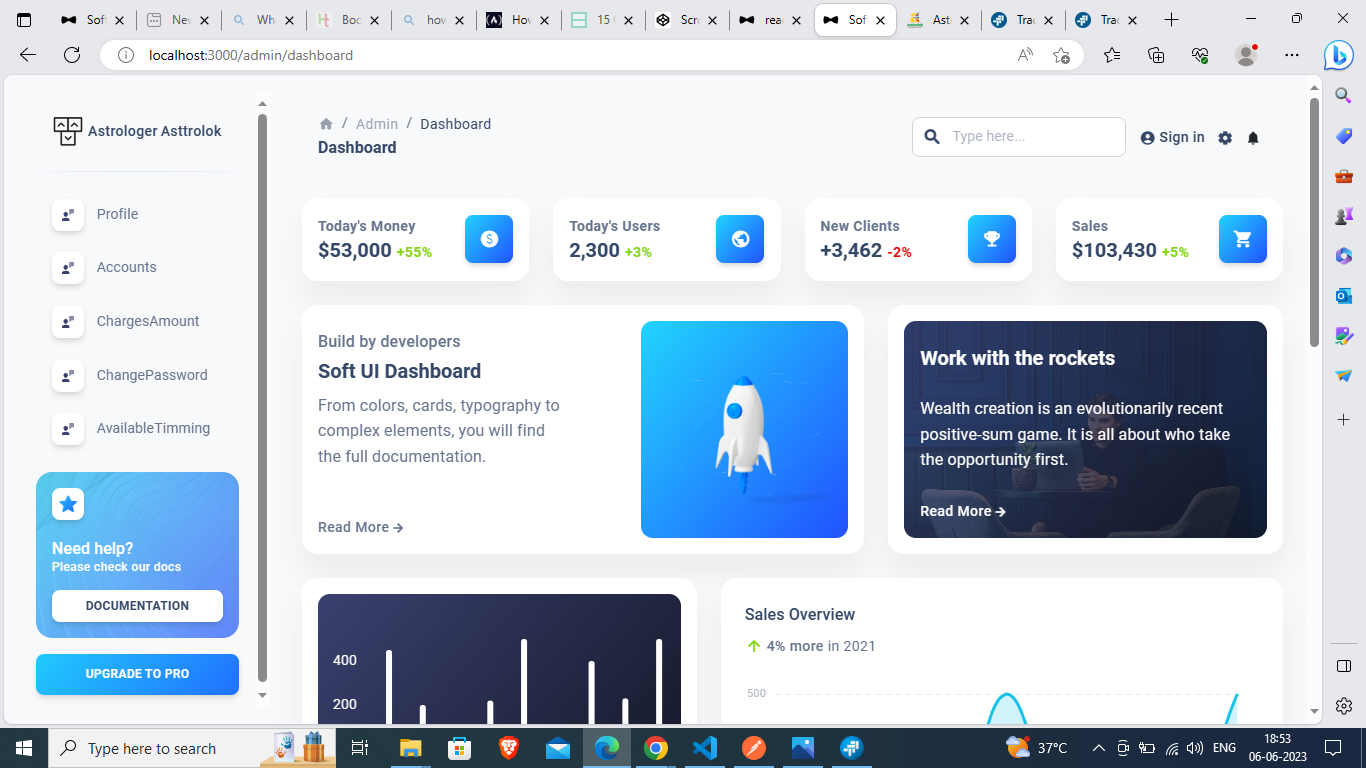 Sof
New
Wha
Boc
how
How
15 (
Scr
rea
Sof
Ast
Tra
Tra
localhost:3000/admin/dashboard
Astrologer Asttrolok
/ Admin / Dashboard
Dashboard
Type here...
Sign in
Profile
Accounts
ChargesAmount
ChangePassword
AvailableTimming
Need help?
Please check our docs
DOCUMENTATION
UPGRADE TO PRO
Today's Money
$53,000 +55%
Today's Users
2,300 +3%
New Clients
+3,462 -2%
Sales
$103,430 +5%
Build by developers
Soft UI Dashboard
From colors, cards, typography to
complex elements, you will find
the full documentation.
Read More
Work with the rockets
Wealth creation is an evolutionarily recent
positive-sum game. It is all about who take
the opportunity first.
Read More
400
200
Sales Overview
4% more in 2021
500
Type here to search
37°C
ENG
18:53
06-06-2023